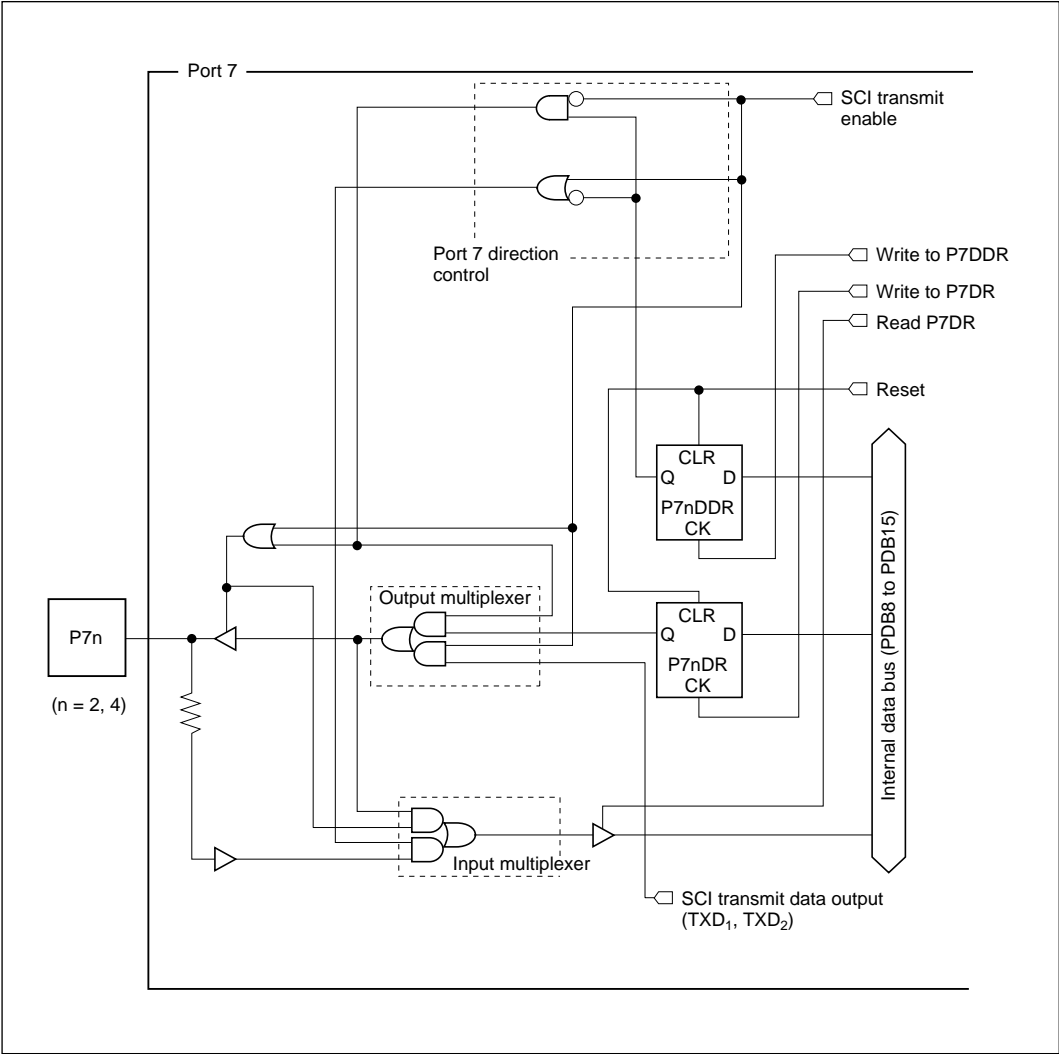 Port 7
SCI transmit
enable
Port 7 direction
control
Write to P7DDR
Write to P7DR
Read P7DR
Reset
CLR
Q D
P7nDDR
CK
Output multiplexer
CLR
Q D
P7nDR
CK
P7n
(n = 2, 4)
Internal data bus (PDB8 to PDB15)
Input multiplexer
SCI transmit data output
(TXD1, TXD2)